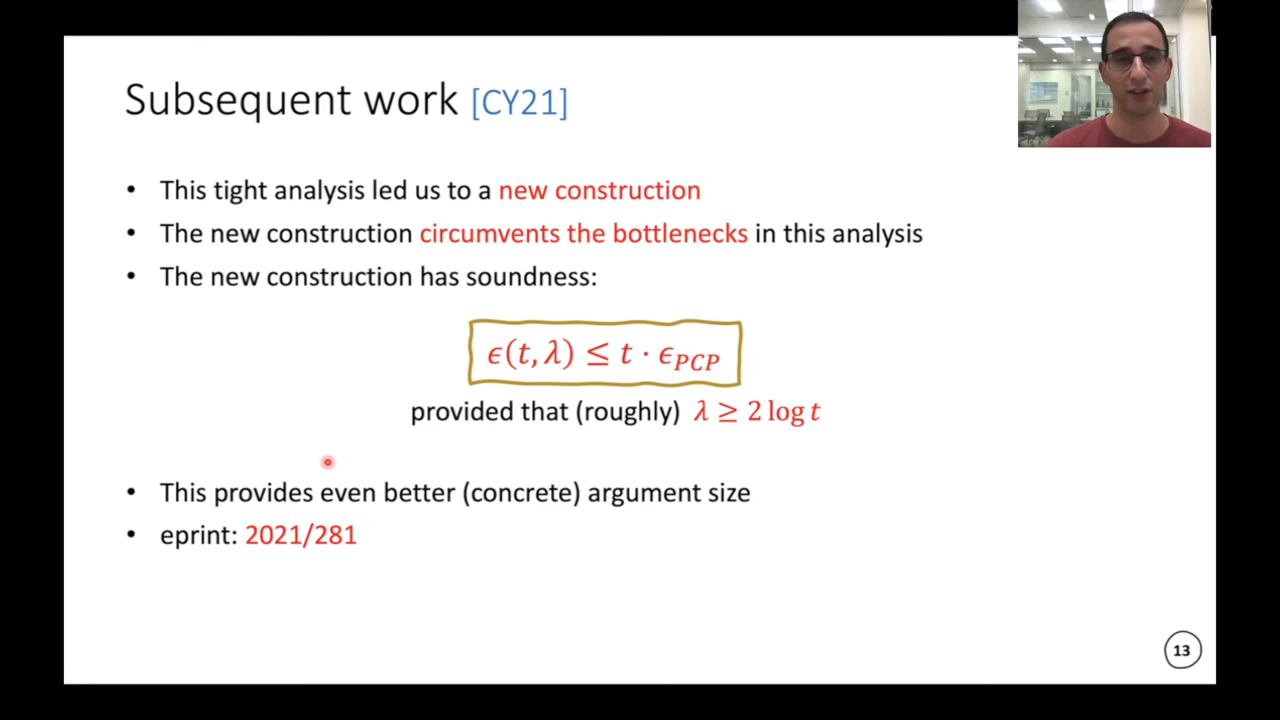 Subsequent work [CY21]
• This tight analysis led us to a new construction
• The new construction circumvents the bottlenecks in this analysis
• The new construction has soundness:
ϵ(t, λ) ≤ t · ϵ_PCP
provided that (roughly) λ ≥ 2 log t
• This provides even better (concrete) argument size
• eprint: 2021/281
13